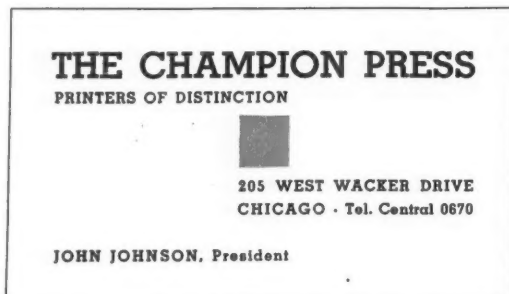 THE CHAMPION PRESS
PRINTERS OF DISTINCTION
205 WEST WACKER DRIVE
CHICAGO · Tel. Central 0670
JOHN JOHNSON, President